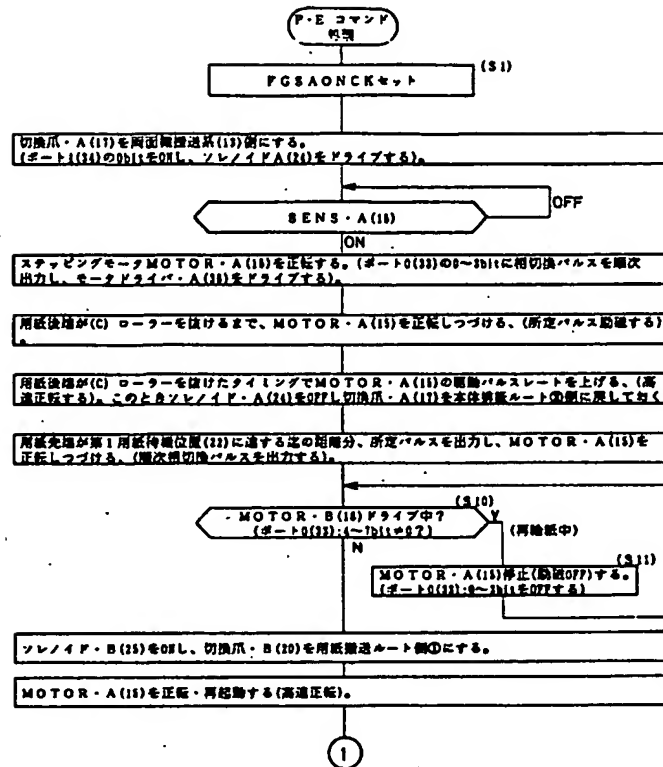 P・E コマンド
処理
(S1)
FGSAONCKセット
切換爪・A(17)を両面搬送系(13)側にする。
(ポート1(34)の0bitをONし、ソレノイドA(24)をドライブする)。
SENS・A(16)
OFF
ON
ステッピングモータMOTOR・A(15)を正転する。(ポート0(33)の0〜3bitに相切換パルスを順次
出力し、モータドライバ・A(36)をドライブする)。
用紙後端が(C) ローラーを抜けるまで、MOTOR・A(15)を正転しつづける、(所定パルス励磁する)
。
用紙後端が(C) ローラーを抜けたタイミングでMOTOR・A(15)の駆動パルスレートを上げる、(高
速正転する)。このときソレノイド・A(24)をOFFし切換爪・A(17)を本体排紙ルート②側に戻しておく
用紙先端が第1用紙待機位置(22)に達する迄の距離分、所定パルスを出力し、MOTOR・A(15)を
正転しつづける、(順次相切換パルスを出力する)。
(S10)
MOTOR・B(18)ドライブ中?
(ポート0(33):4〜7bit≠0?)
Y
(再給紙中)
N
(S11)
MOTOR・A(15)停止(励磁OFF)する。
(ポート0(33):0〜3bitをOFFする)
ソレノイド・B(25)をONし、切換爪・B(20)を用紙搬送ルート側①にする。
MOTOR・A(15)を正転・再起動する(高速正転)。
1